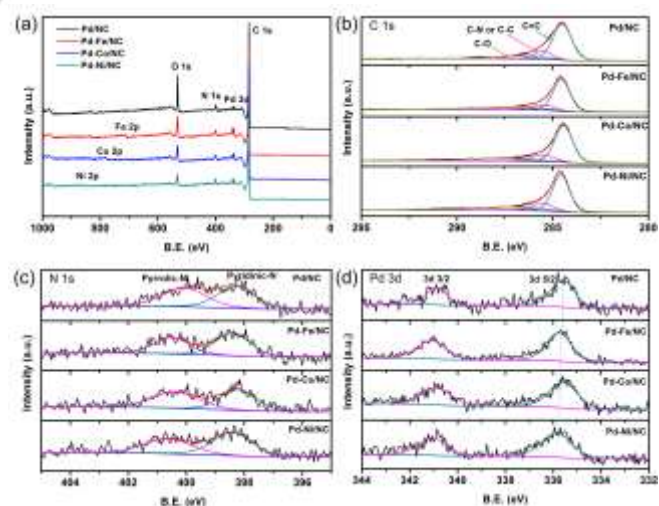 (a)
Pd/NC
Pd-Fe/NC
Pd-Co/NC
Pd-Ni/NC
C 1s
O 1s
N 1s
Pd 3d
Fe 2p
Co 2p
Ni 2p
Intensity (a.u.)
1000 800 600 400 200 0
B.E. (eV)
(b)
C 1s
C=C
C-N or C-C
C-O
Pd/NC
Pd-Fe/NC
Pd-Co/NC
Pd-Ni/NC
Intensity (a.u.)
295 290 285 280
B.E. (eV)
(c)
N 1s
Pyrrolic-N
Pyridinic-N
Pd/NC
Pd-Fe/NC
Pd-Co/NC
Pd-Ni/NC
Intensity (a.u.)
404 402 400 398 396
B.E. (eV)
(d)
Pd 3d
3d 3/2
3d 5/2
Pd/NC
Pd-Fe/NC
Pd-Co/NC
Pd-Ni/NC
Intensity (a.u.)
344 342 340 338 336 334 332
B.E. (eV)